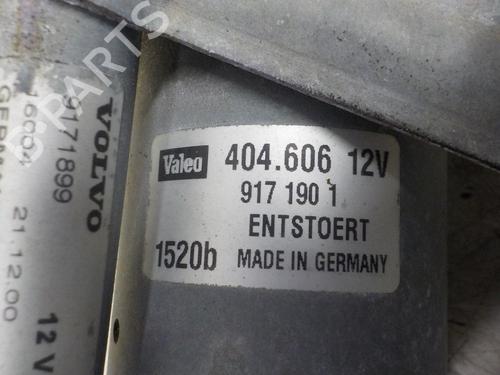 Valeo 404.606 12V
917 190 1
ENTSTOERT
1520b MADE IN GERMANY
VOLVO
9171899
21.12.00
12 V
PARTS